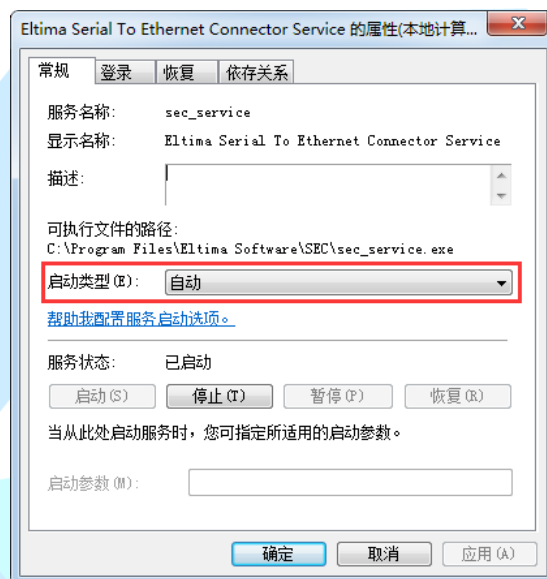 Eltima Serial To Ethernet Connector Service 的属性(本地计算...
常规 登录 恢复 依存关系
服务名称: sec_service
显示名称: Eltima Serial To Ethernet Connector Service
描述:
可执行文件的路径:
C:\Program Files\Eltima Software\SEC\sec_service.exe
启动类型(E): 自动
帮助我配置服务启动选项。
服务状态: 已启动
启动(S) 停止(T) 暂停(P) 恢复(R)
当从此处启动服务时，您可指定所适用的启动参数。
启动参数(M):
确定 取消 应用(A)